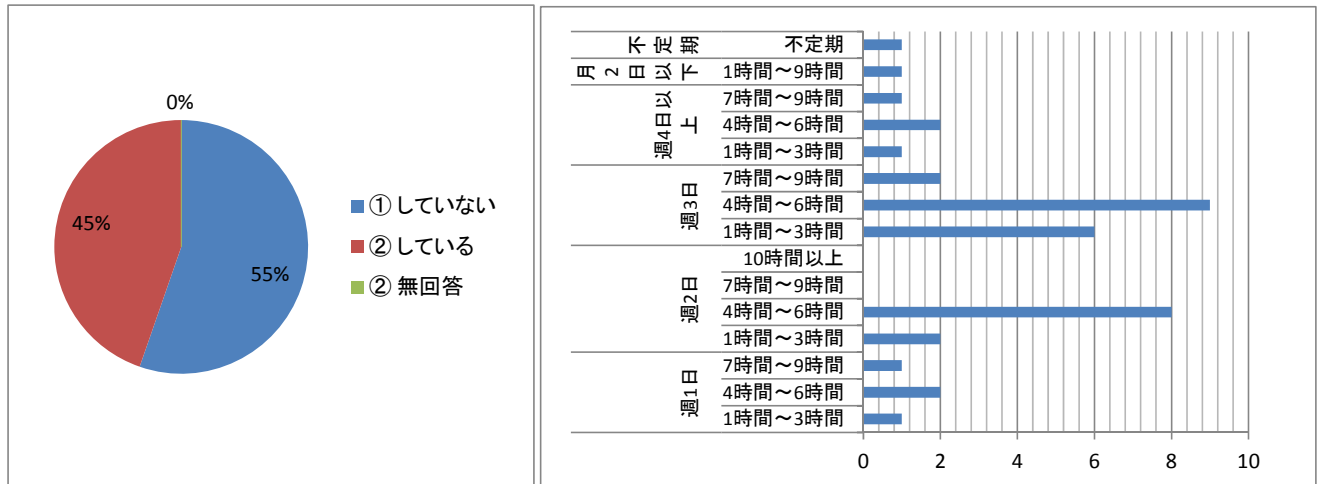 0%
45%
55%
① していない
② している
② 無回答
不定期 不定期
月2日以下 1時間～9時間
週4日以上 7時間～9時間
4時間～6時間
1時間～3時間
週3日 7時間～9時間
4時間～6時間
1時間～3時間
週2日 10時間以上
7時間～9時間
4時間～6時間
1時間～3時間
週1日 7時間～9時間
4時間～6時間
1時間～3時間
0 2 4 6 8 10